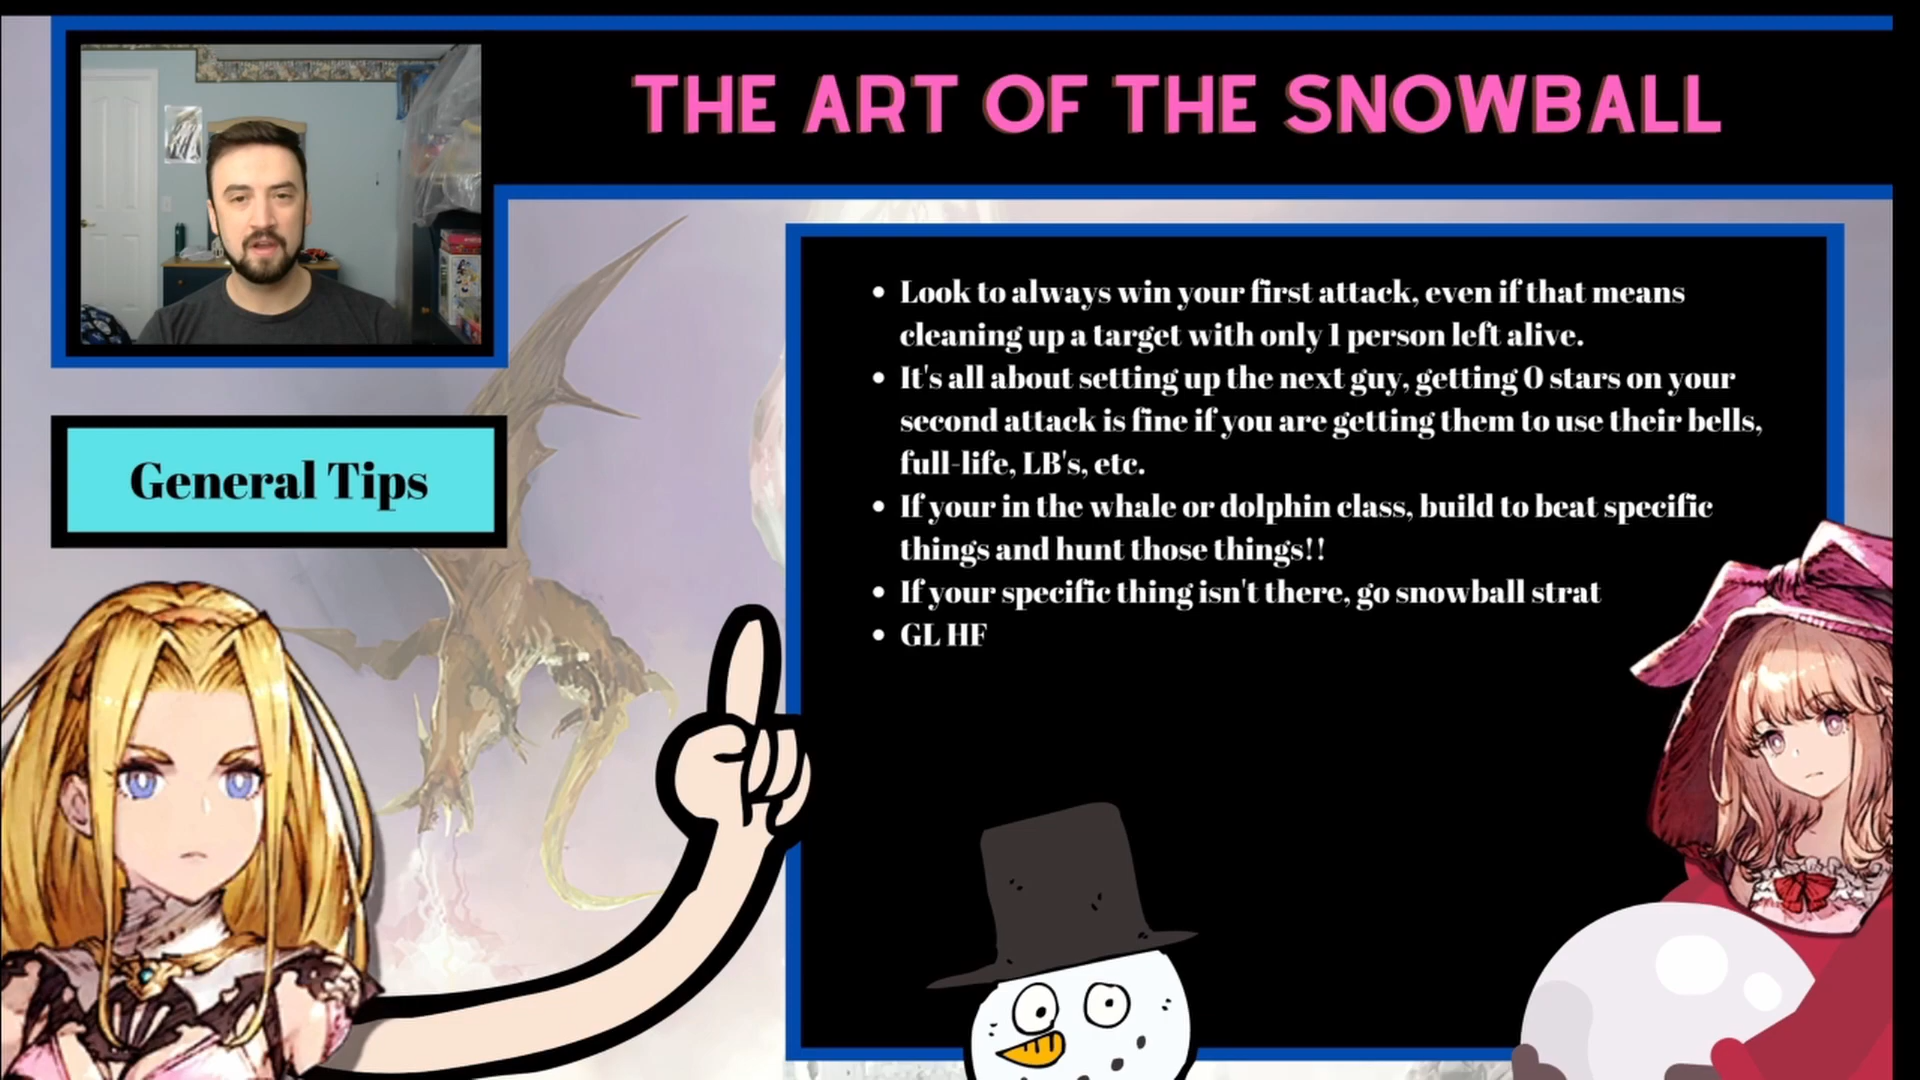 THE ART OF THE SNOWBALL
General Tips
Look to always win your first attack, even if that means
cleaning up a target with only 1 person left alive.
It's all about setting up the next guy, getting 0 stars on your
second attack is fine if you are getting them to use their bells,
full-life, LB's, etc.
If your in the whale or dolphin class, build to beat specific
things and hunt those things!!
If your specific thing isn't there, go snowball strat
GL HF